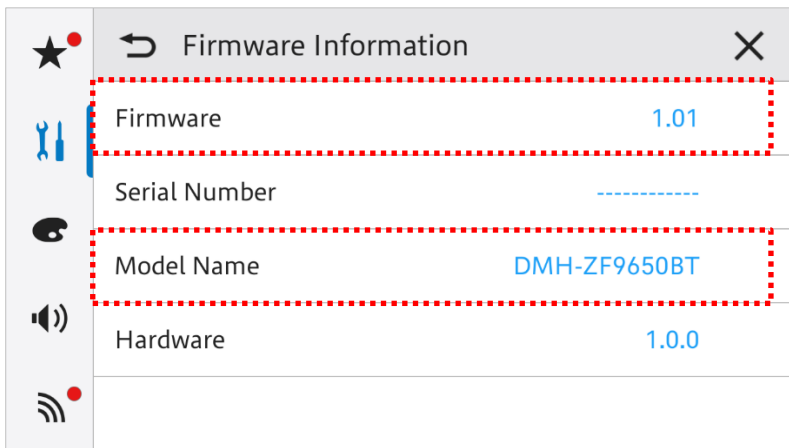 Firmware Information
Firmware 1.01
Serial Number ------------
Model Name DMH-ZF9650BT
Hardware 1.0.0